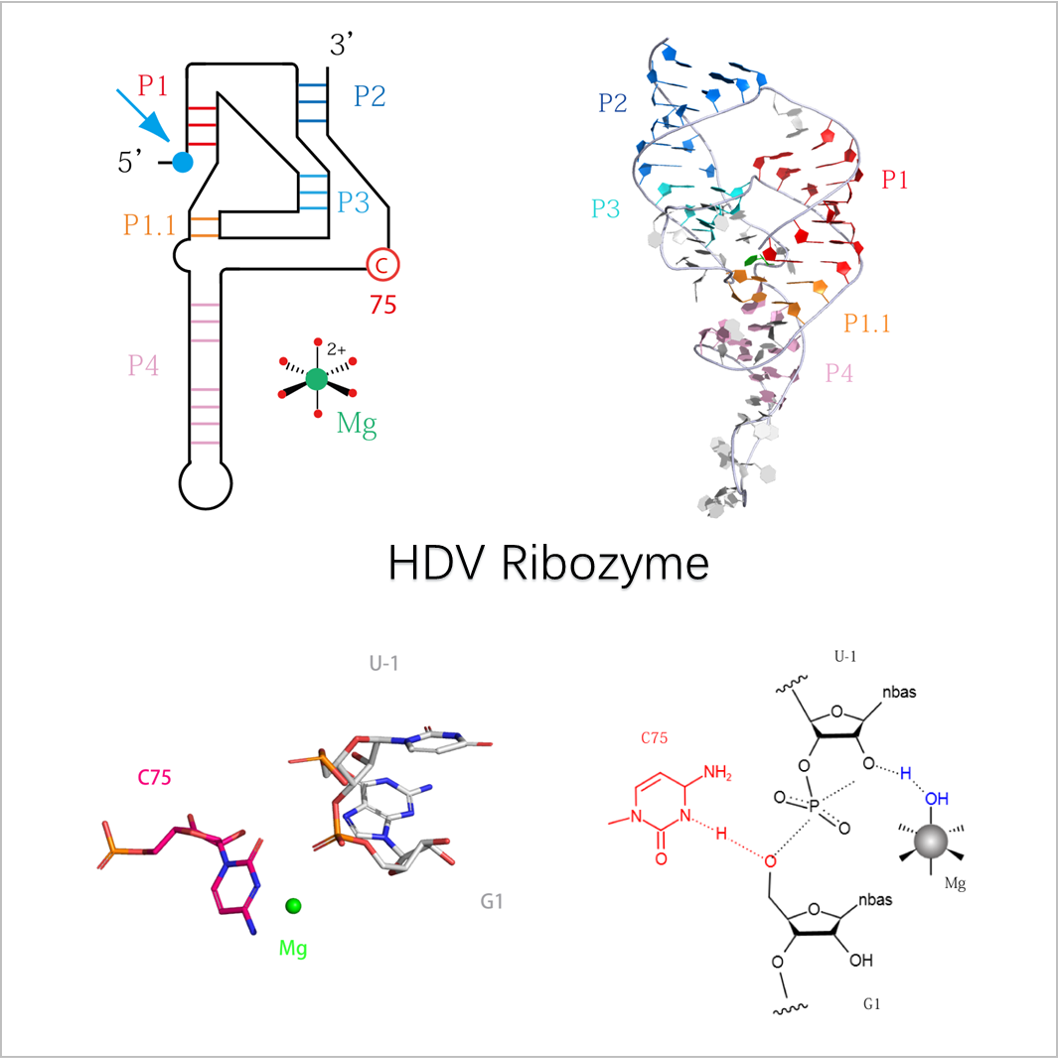 3’
P1
P2
5’
P3
P1.1
C
75
P4
2+
Mg
P2
P1
P3
P1.1
P4
HDV Ribozyme
U-1
C75
G1
Mg
U-1
nbas
O
C75
NH₂
O
O
H
OH
O
P
O
N
N
H
O
O
Mg
O
nbas
O
OH
G1